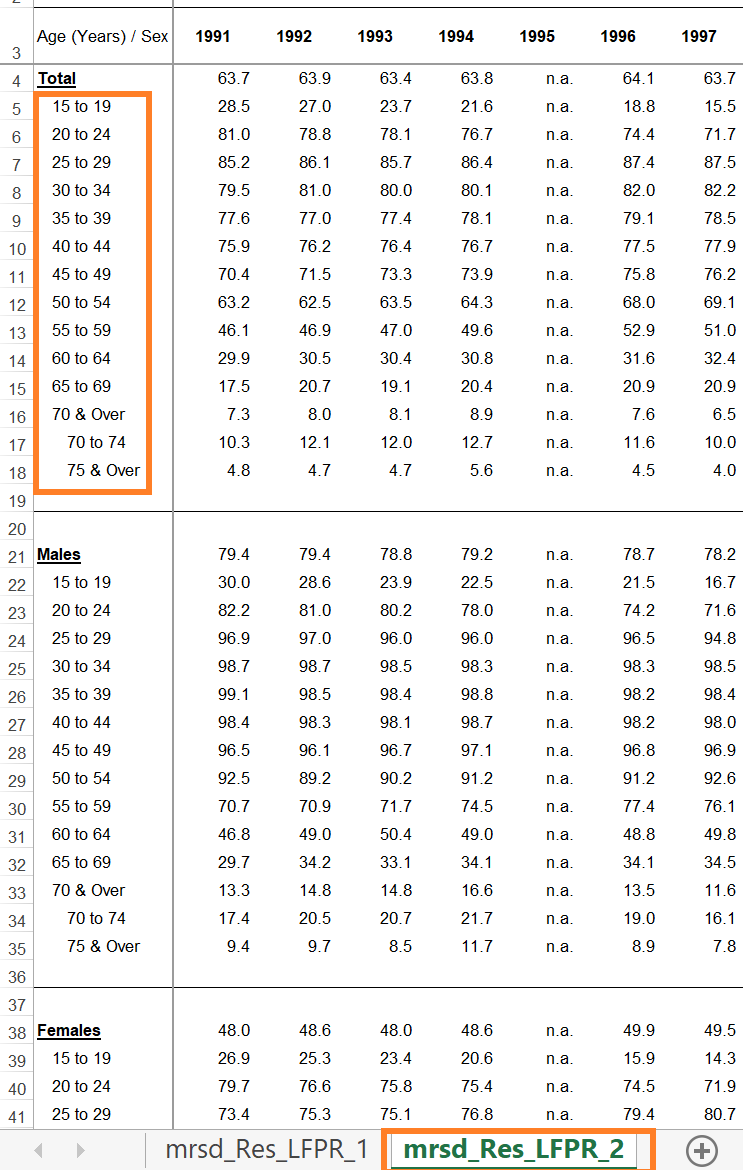 2
3 Age (Years) / Sex 1991 1992 1993 1994 1995 1996 1997
4 Total 63.7 63.9 63.4 63.8 n.a. 64.1 63.7
5 15 to 19 28.5 27.0 23.7 21.6 n.a. 18.8 15.5
6 20 to 24 81.0 78.8 78.1 76.7 n.a. 74.4 71.7
7 25 to 29 85.2 86.1 85.7 86.4 n.a. 87.4 87.5
8 30 to 34 79.5 81.0 80.0 80.1 n.a. 82.0 82.2
9 35 to 39 77.6 77.0 77.4 78.1 n.a. 79.1 78.5
10 40 to 44 75.9 76.2 76.4 76.7 n.a. 77.5 77.9
11 45 to 49 70.4 71.5 73.3 73.9 n.a. 75.8 76.2
12 50 to 54 63.2 62.5 63.5 64.3 n.a. 68.0 69.1
13 55 to 59 46.1 46.9 47.0 49.6 n.a. 52.9 51.0
14 60 to 64 29.9 30.5 30.4 30.8 n.a. 31.6 32.4
15 65 to 69 17.5 20.7 19.1 20.4 n.a. 20.9 20.9
16 70 & Over 7.3 8.0 8.1 8.9 n.a. 7.6 6.5
17 70 to 74 10.3 12.1 12.0 12.7 n.a. 11.6 10.0
18 75 & Over 4.8 4.7 4.7 5.6 n.a. 4.5 4.0
19
20
21 Males 79.4 79.4 78.8 79.2 n.a. 78.7 78.2
22 15 to 19 30.0 28.6 23.9 22.5 n.a. 21.5 16.7
23 20 to 24 82.2 81.0 80.2 78.0 n.a. 74.2 71.6
24 25 to 29 96.9 97.0 96.0 96.0 n.a. 96.5 94.8
25 30 to 34 98.7 98.7 98.5 98.3 n.a. 98.3 98.5
26 35 to 39 99.1 98.5 98.4 98.8 n.a. 98.2 98.4
27 40 to 44 98.4 98.3 98.1 98.7 n.a. 98.2 98.0
28 45 to 49 96.5 96.1 96.7 97.1 n.a. 96.8 96.9
29 50 to 54 92.5 89.2 90.2 91.2 n.a. 91.2 92.6
30 55 to 59 70.7 70.9 71.7 74.5 n.a. 77.4 76.1
31 60 to 64 46.8 49.0 50.4 49.0 n.a. 48.8 49.8
32 65 to 69 29.7 34.2 33.1 34.1 n.a. 34.1 34.5
33 70 & Over 13.3 14.8 14.8 16.6 n.a. 13.5 11.6
34 70 to 74 17.4 20.5 20.7 21.7 n.a. 19.0 16.1
35 75 & Over 9.4 9.7 8.5 11.7 n.a. 8.9 7.8
36
37
38 Females 48.0 48.6 48.0 48.6 n.a. 49.9 49.5
39 15 to 19 26.9 25.3 23.4 20.6 n.a. 15.9 14.3
40 20 to 24 79.7 76.6 75.8 75.4 n.a. 74.5 71.9
41 25 to 29 73.4 75.3 75.1 76.8 n.a. 79.4 80.7
mrsd_Res_LFPR_1 mrsd_Res_LFPR_2